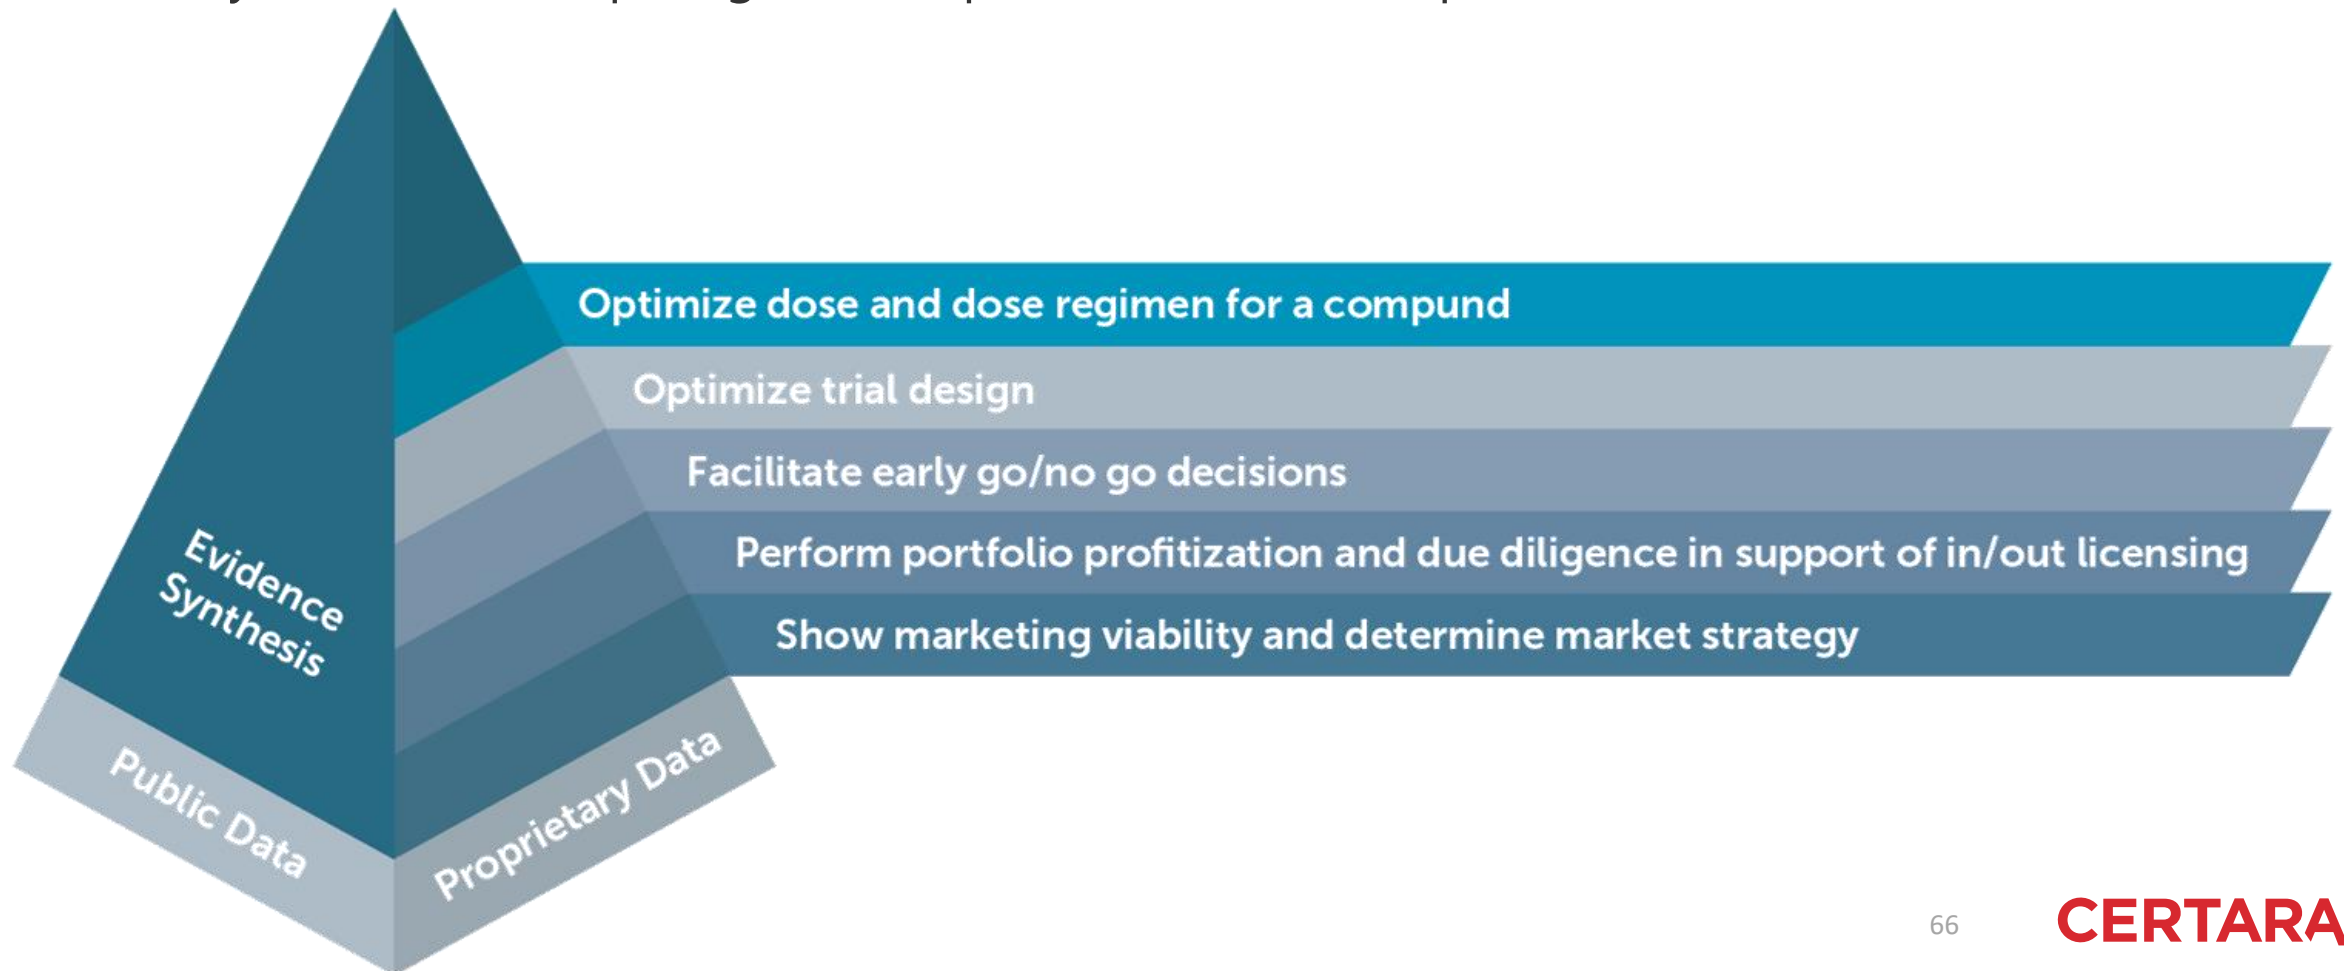 Optimize dose and dose regimen for a compund
Optimize trial design
Facilitate early go/no go decisions
Perform portfolio profitization and due diligence in support of in/out licensing
Show marketing viability and determine market strategy
Evidence
Synthesis
Public Data
Proprietary Data
66
CERTARA